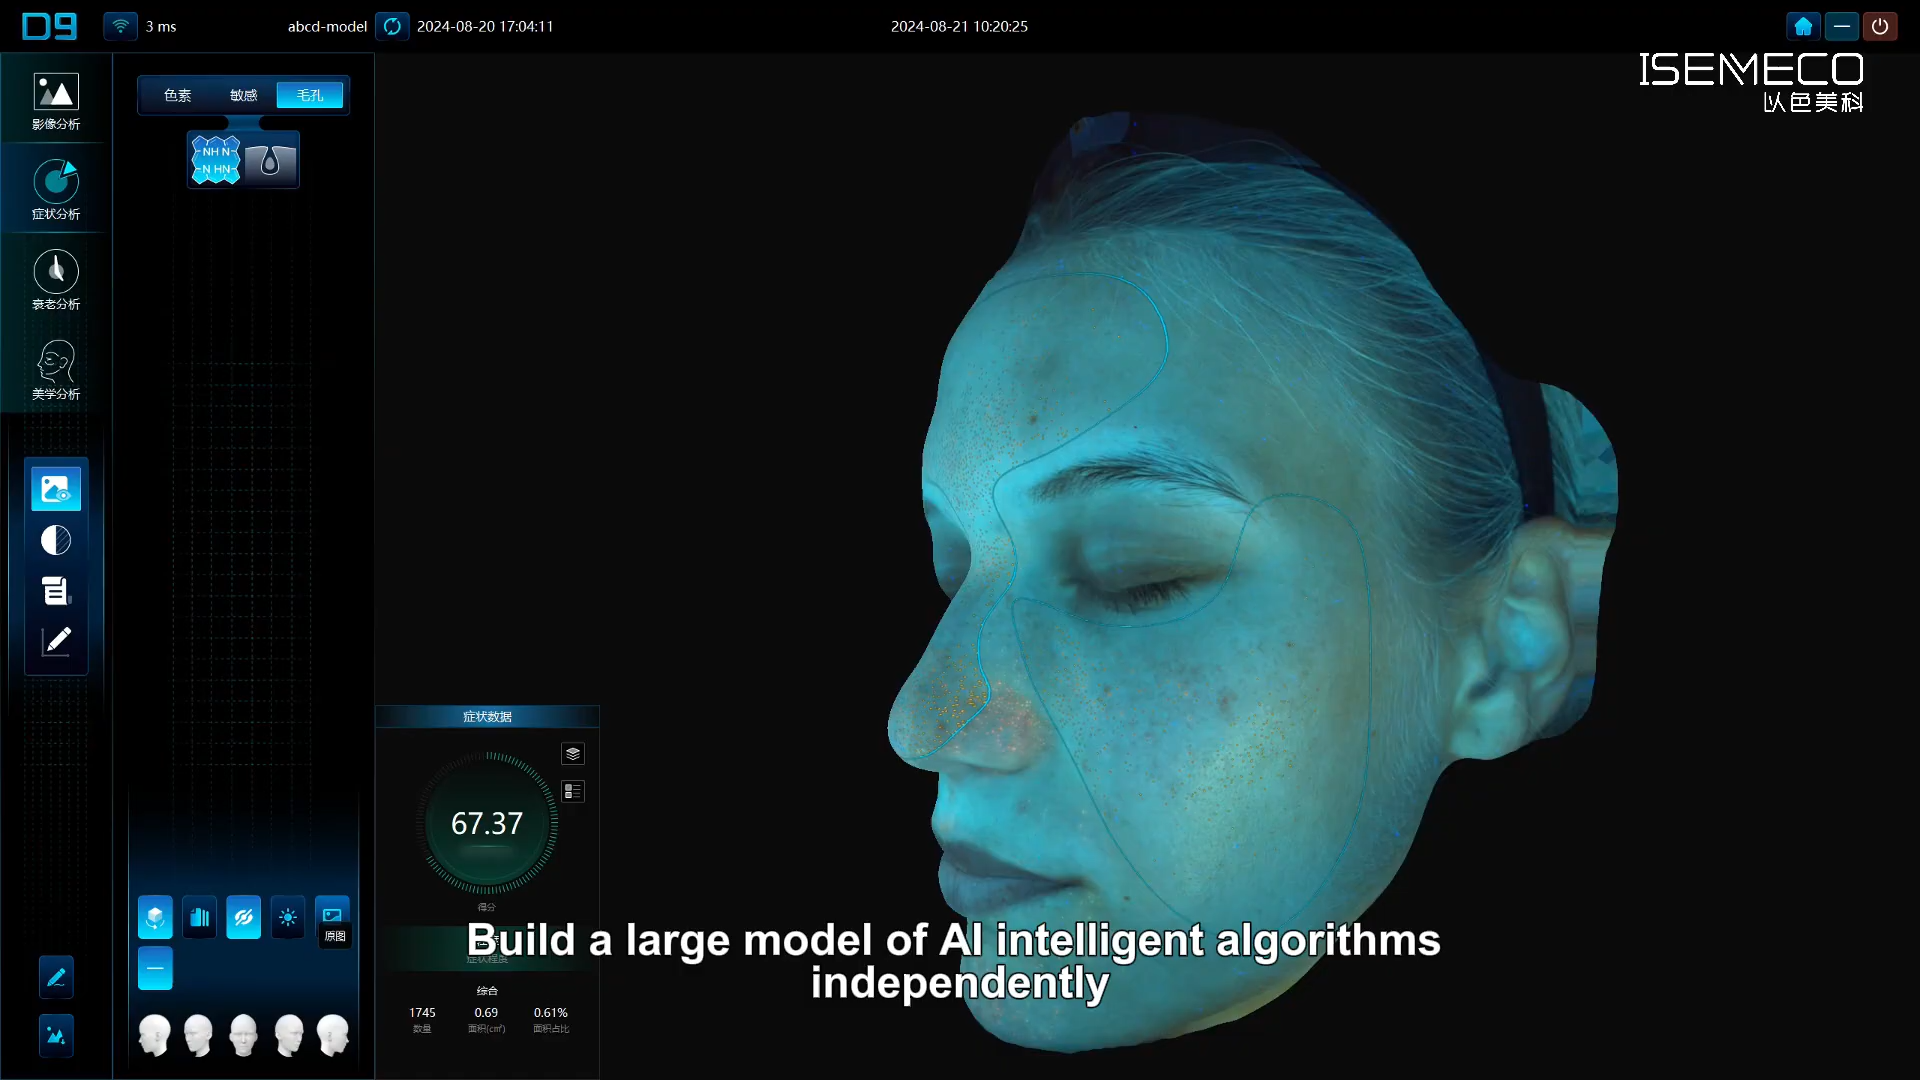 D9
3 ms
abcd-model
2024-08-20 17:04:11
2024-08-21 10:20:25
ISEMECO
以色美科
影像分析
症状分析
衰老分析
美学分析
色素
敏感
毛孔
NH N
N HN
原图
症状数据
67.37
得分
症状程度
综合
1745
0.69
0.61%
数量
面积(cm²)
面积占比
Build a large model of AI intelligent algorithms
independently